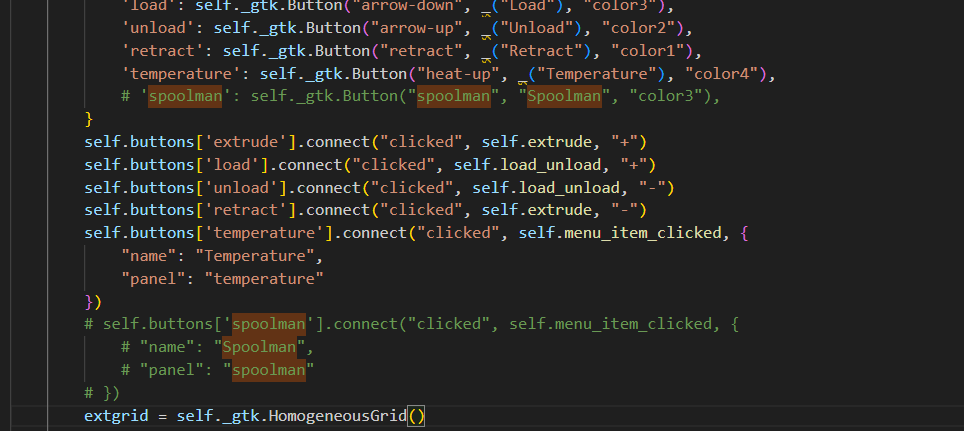 'load': self._gtk.Button("arrow-down", _("Load"), "color3"),
'unload': self._gtk.Button("arrow-up", _("Unload"), "color2"),
'retract': self._gtk.Button("retract", _("Retract"), "color1"),
'temperature': self._gtk.Button("heat-up", _("Temperature"), "color4"),
# 'spoolman': self._gtk.Button("spoolman", "Spoolman", "color3"),
}
self.buttons['extrude'].connect("clicked", self.extrude, "+")
self.buttons['load'].connect("clicked", self.load_unload, "+")
self.buttons['unload'].connect("clicked", self.load_unload, "-")
self.buttons['retract'].connect("clicked", self.extrude, "-")
self.buttons['temperature'].connect("clicked", self.menu_item_clicked, {
"name": "Temperature",
"panel": "temperature"
})
# self.buttons['spoolman'].connect("clicked", self.menu_item_clicked, {
# "name": "Spoolman",
# "panel": "spoolman"
# })
extgrid = self._gtk.HomogeneousGrid()